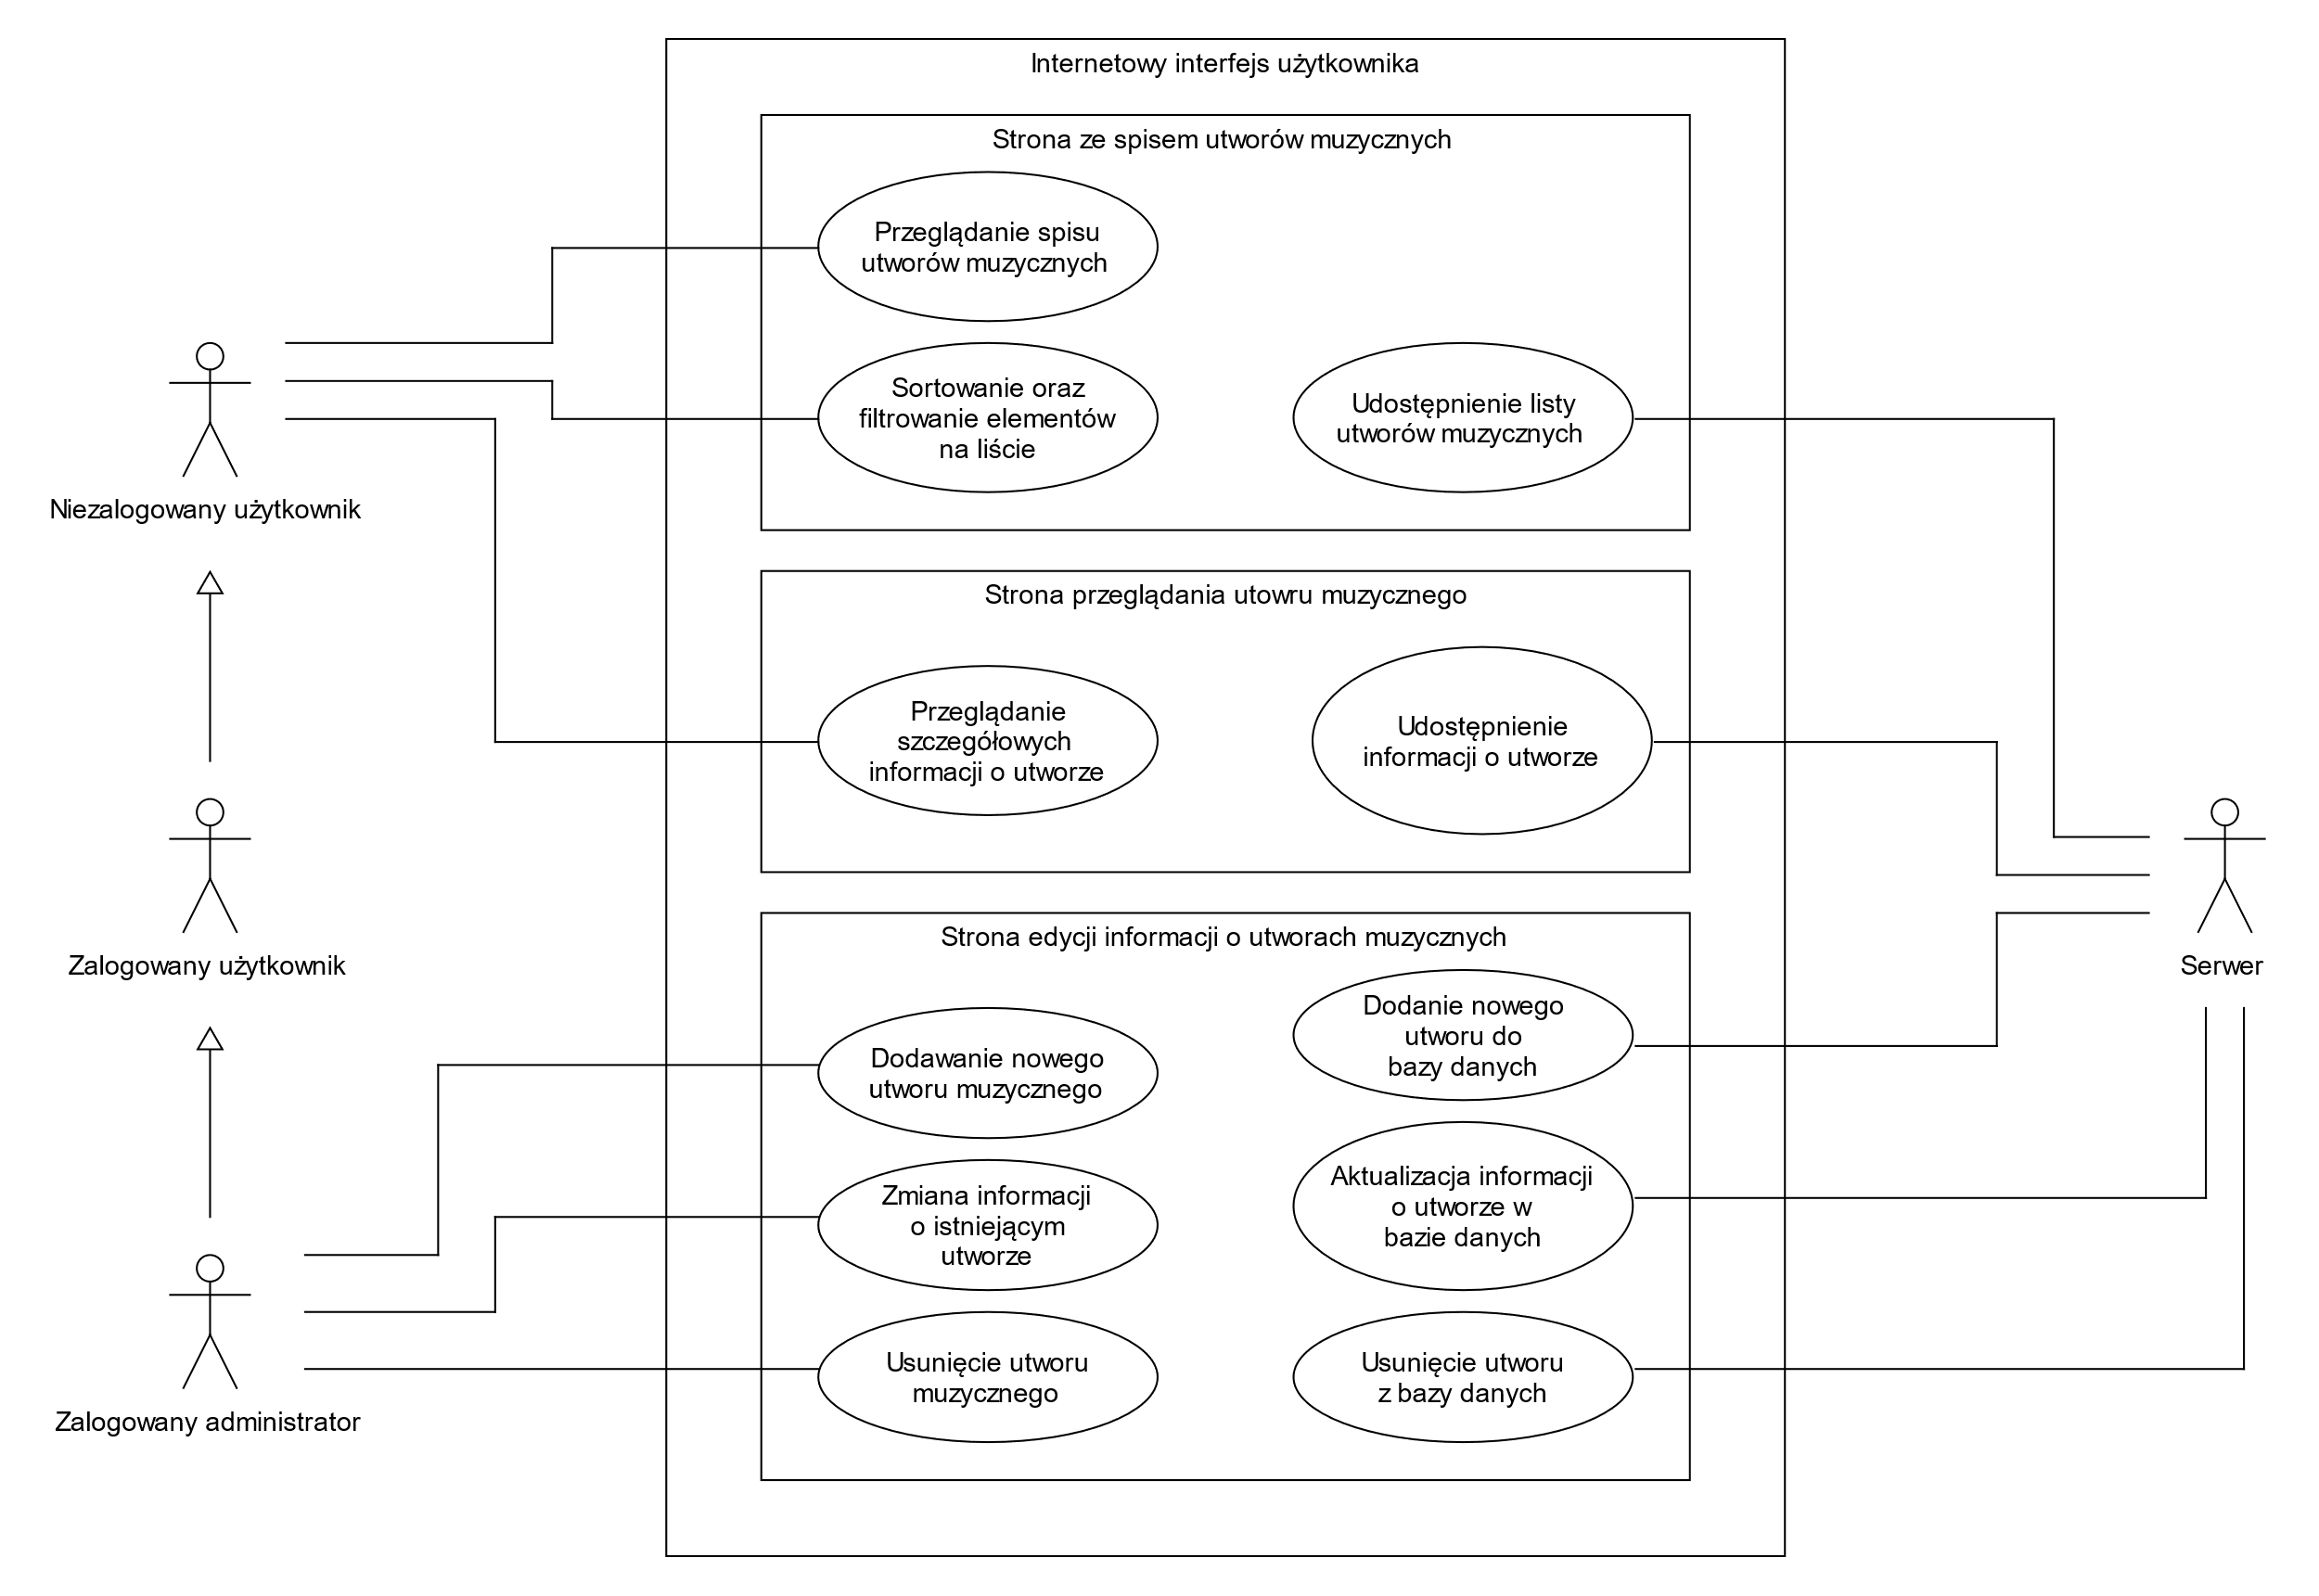 Internetowy interfejs użytkownika
Strona ze spisem utworów muzycznych
Przeglądanie spisu
utworów muzycznych
Sortowanie oraz
filtrowanie elementów
na liście
Udostępnienie listy
utworów muzycznych
Niezalogowany użytkownik
Strona przeglądania utowru muzycznego
Przeglądanie
szczegółowych
informacji o utworze
Udostępnienie
informacji o utworze
Zalogowany użytkownik
Serwer
Strona edycji informacji o utworach muzycznych
Dodawanie nowego
utworu muzycznego
Dodanie nowego
utworu do
bazy danych
Zmiana informacji
o istniejącym
utworze
Aktualizacja informacji
o utworze w
bazie danych
Usunięcie utworu
muzycznego
Usunięcie utworu
z bazy danych
Zalogowany administrator